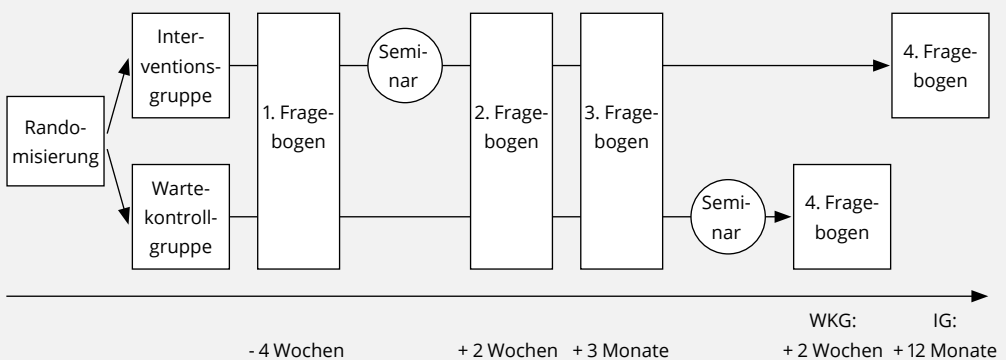 Rando-
misierung
Inter-
ventions-
gruppe
Warte-
kontroll-
gruppe
1. Frage-
bogen
Semi-
nar
2. Frage-
bogen
3. Frage-
bogen
4. Frage-
bogen
Semi-
nar
4. Frage-
bogen
- 4 Wochen
+ 2 Wochen
+ 3 Monate
WKG:
+ 2 Wochen
IG:
+ 12 Monate